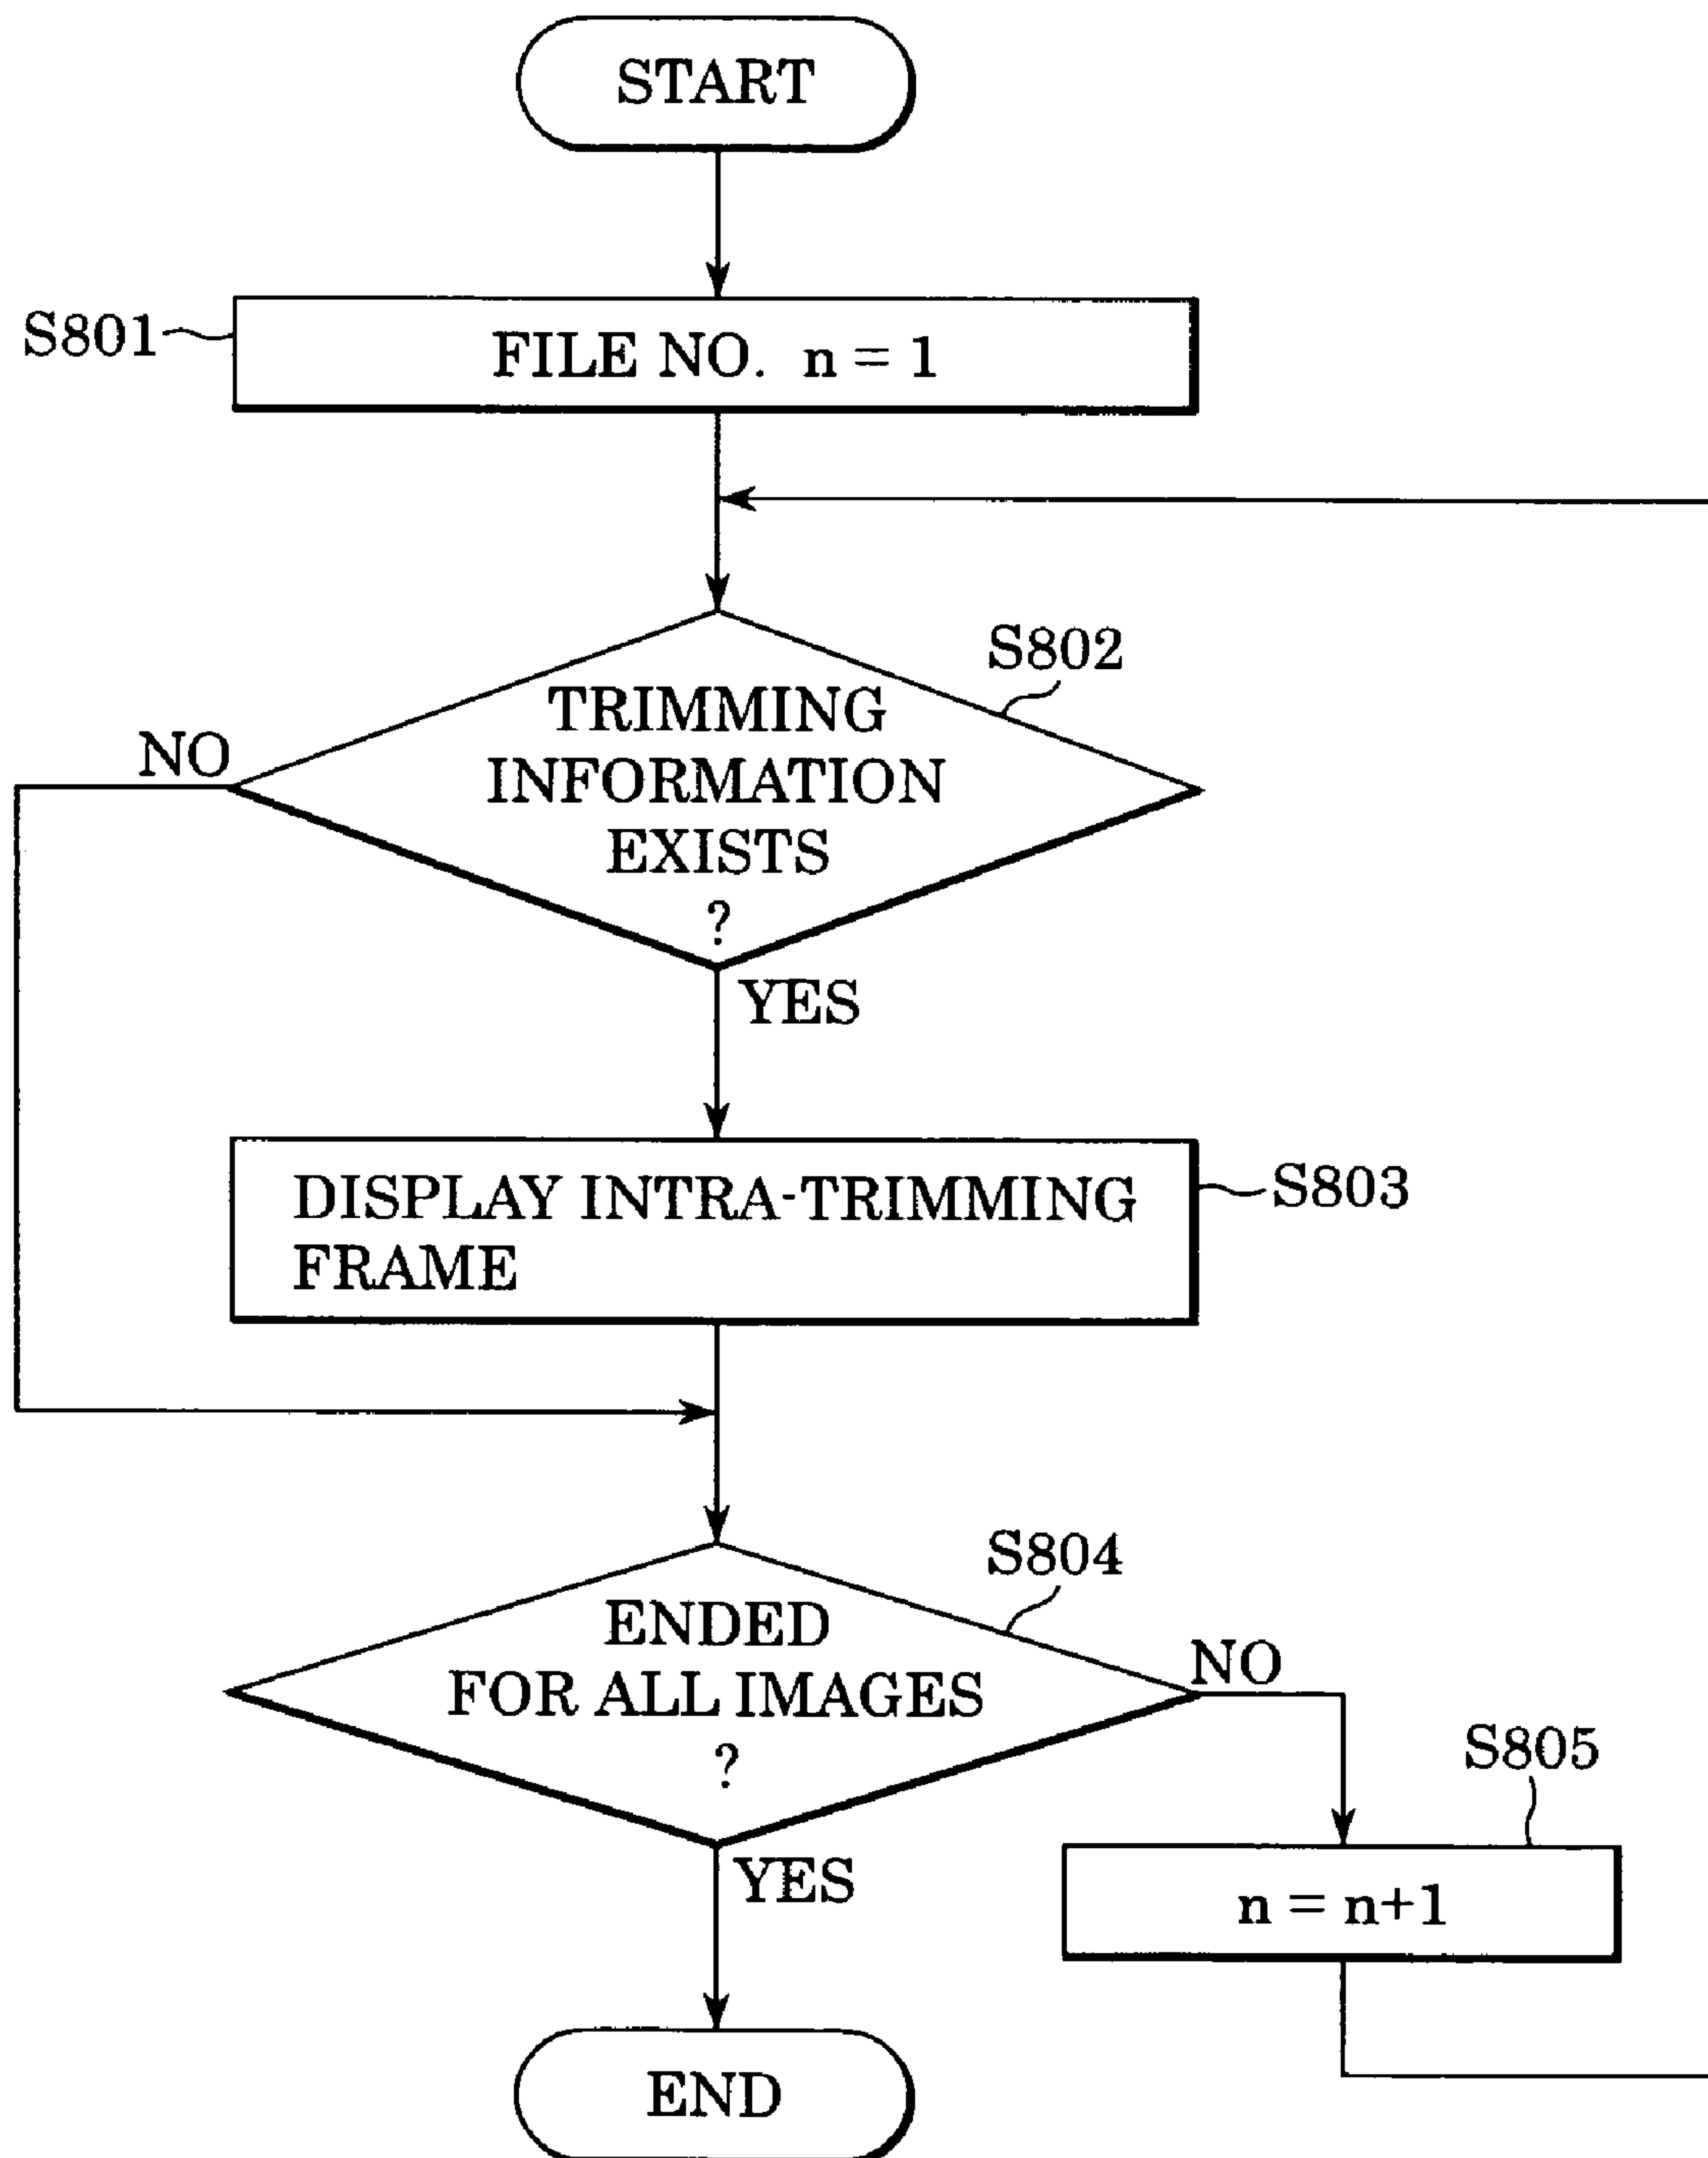 START
S801
FILE NO. n = 1
S802
TRIMMING
INFORMATION
EXISTS
?
NO
YES
DISPLAY INTRA-TRIMMING
FRAME
S803
S804
ENDED
FOR ALL IMAGES
?
NO
YES
S805
n = n+1
END